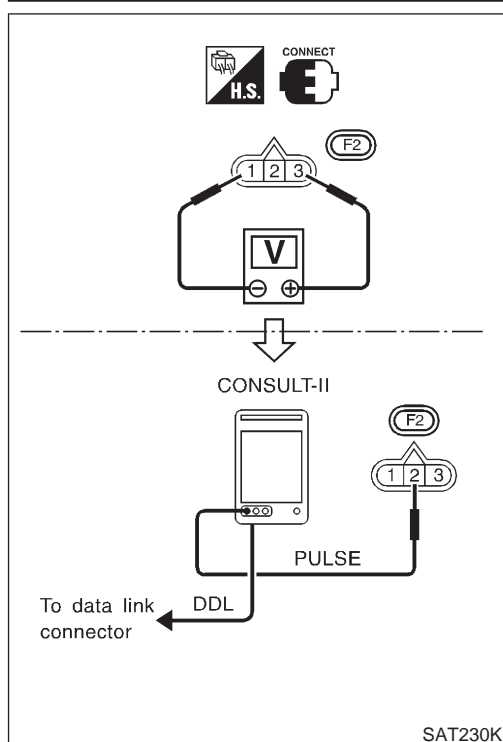 CONNECT
H.S.
F2
1 2 3
V
⊖ ⊕
CONSULT-II
F2
1 2 3
PULSE
To data link DDL
connector
SAT230K